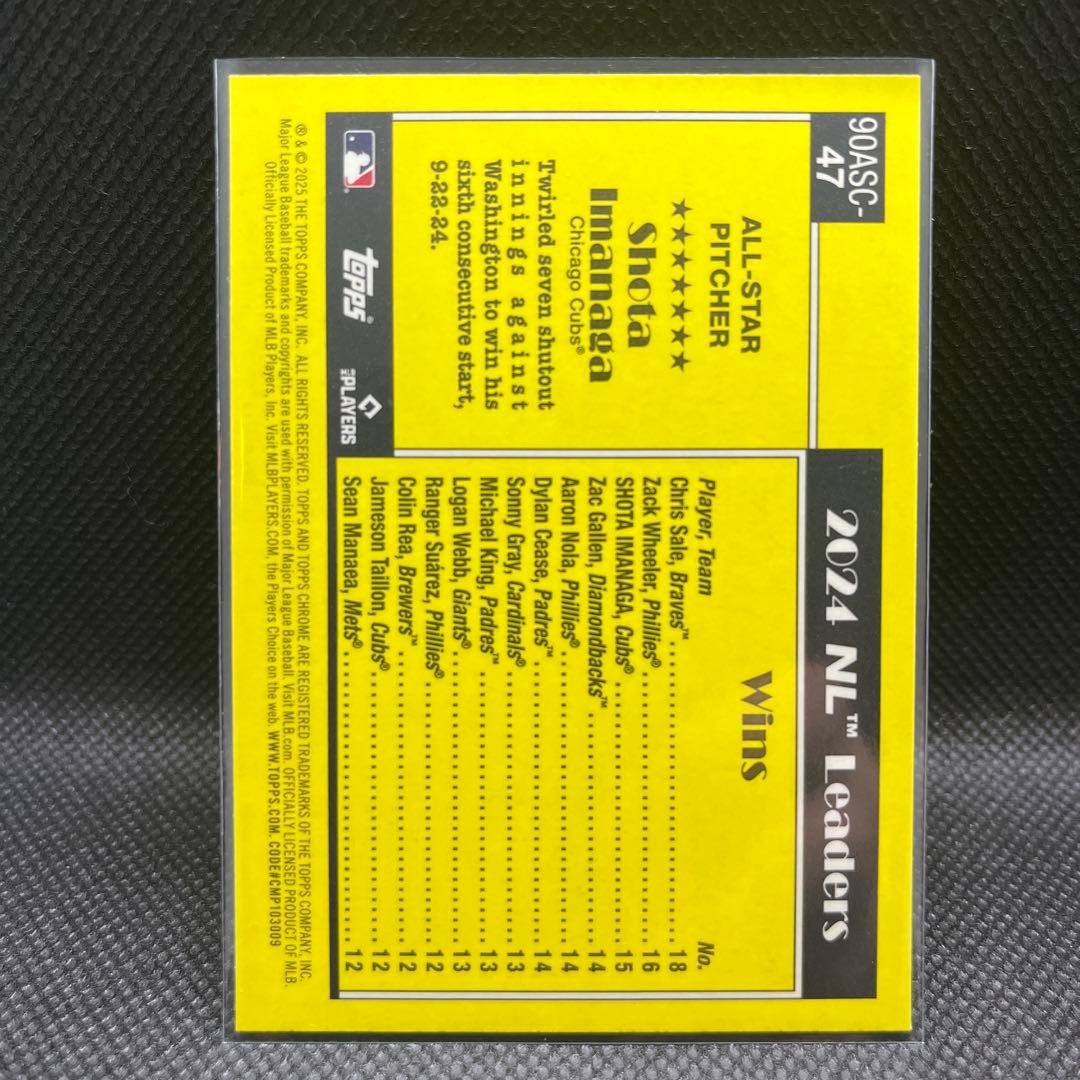 90ASC-
47
ALL-STAR
PITCHER
★★★★★★★
Shota
Imanaga
Chicago Cubs®
Twirled seven shutout
innings against
Washington to win his
sixth consecutive start,
9-22-24.
topps®
MLB PLAYERS
2024 NL™ Leaders
Wins
Player, Team No.
Chris Sale, Braves™ 18
Zack Wheeler, Phillies® 16
SHOTA IMANAGA, Cubs® 15
Zac Gallen, Diamondbacks™ 14
Aaron Nola, Phillies® 14
Dylan Cease, Padres™ 14
Sonny Gray, Cardinals® 13
Michael King, Padres™ 13
Logan Webb, Giants® 13
Ranger Suárez, Phillies® 12
Colin Rea, Brewers™ 12
Jameson Taillon, Cubs® 12
Sean Manaea, Mets® 12
® & © 2025 THE TOPPS COMPANY, INC. ALL RIGHTS RESERVED. TOPPS AND TOPPS CHROME ARE REGISTERED TRADEMARKS OF THE TOPPS COMPANY, INC.
Major League Baseball trademarks and copyrights are used with permission of Major League Baseball. Visit MLB.com. OFFICIALLY LICENSED PRODUCT OF MLB.
Officially Licensed Product of MLB Players, Inc. Visit MLBPLAYERS.COM, the Players Choice on the web. WWW.TOPPS.COM. CODE#CMP103009